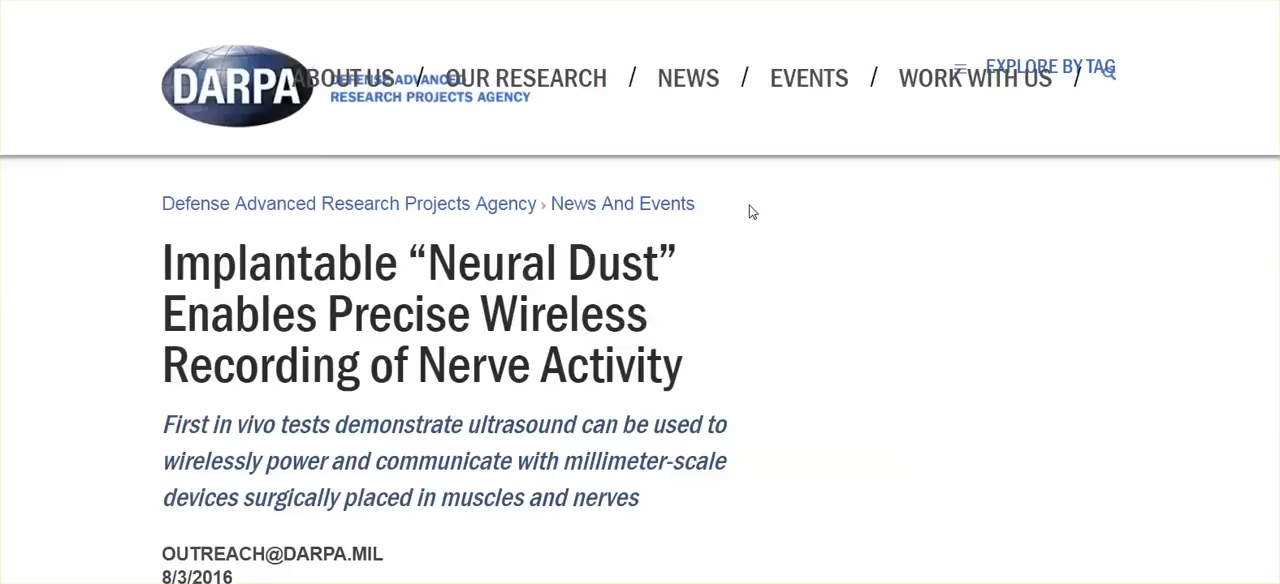 DARPA
DEFENSE ADVANCED
RESEARCH PROJECTS AGENCY
ABOUT US / OUR RESEARCH / NEWS / EVENTS / WORK WITH US /
EXPLORE BY TAG
Defense Advanced Research Projects Agency › News And Events
Implantable “Neural Dust”
Enables Precise Wireless
Recording of Nerve Activity
First in vivo tests demonstrate ultrasound can be used to
wirelessly power and communicate with millimeter-scale
devices surgically placed in muscles and nerves
OUTREACH@DARPA.MIL
8/3/2016